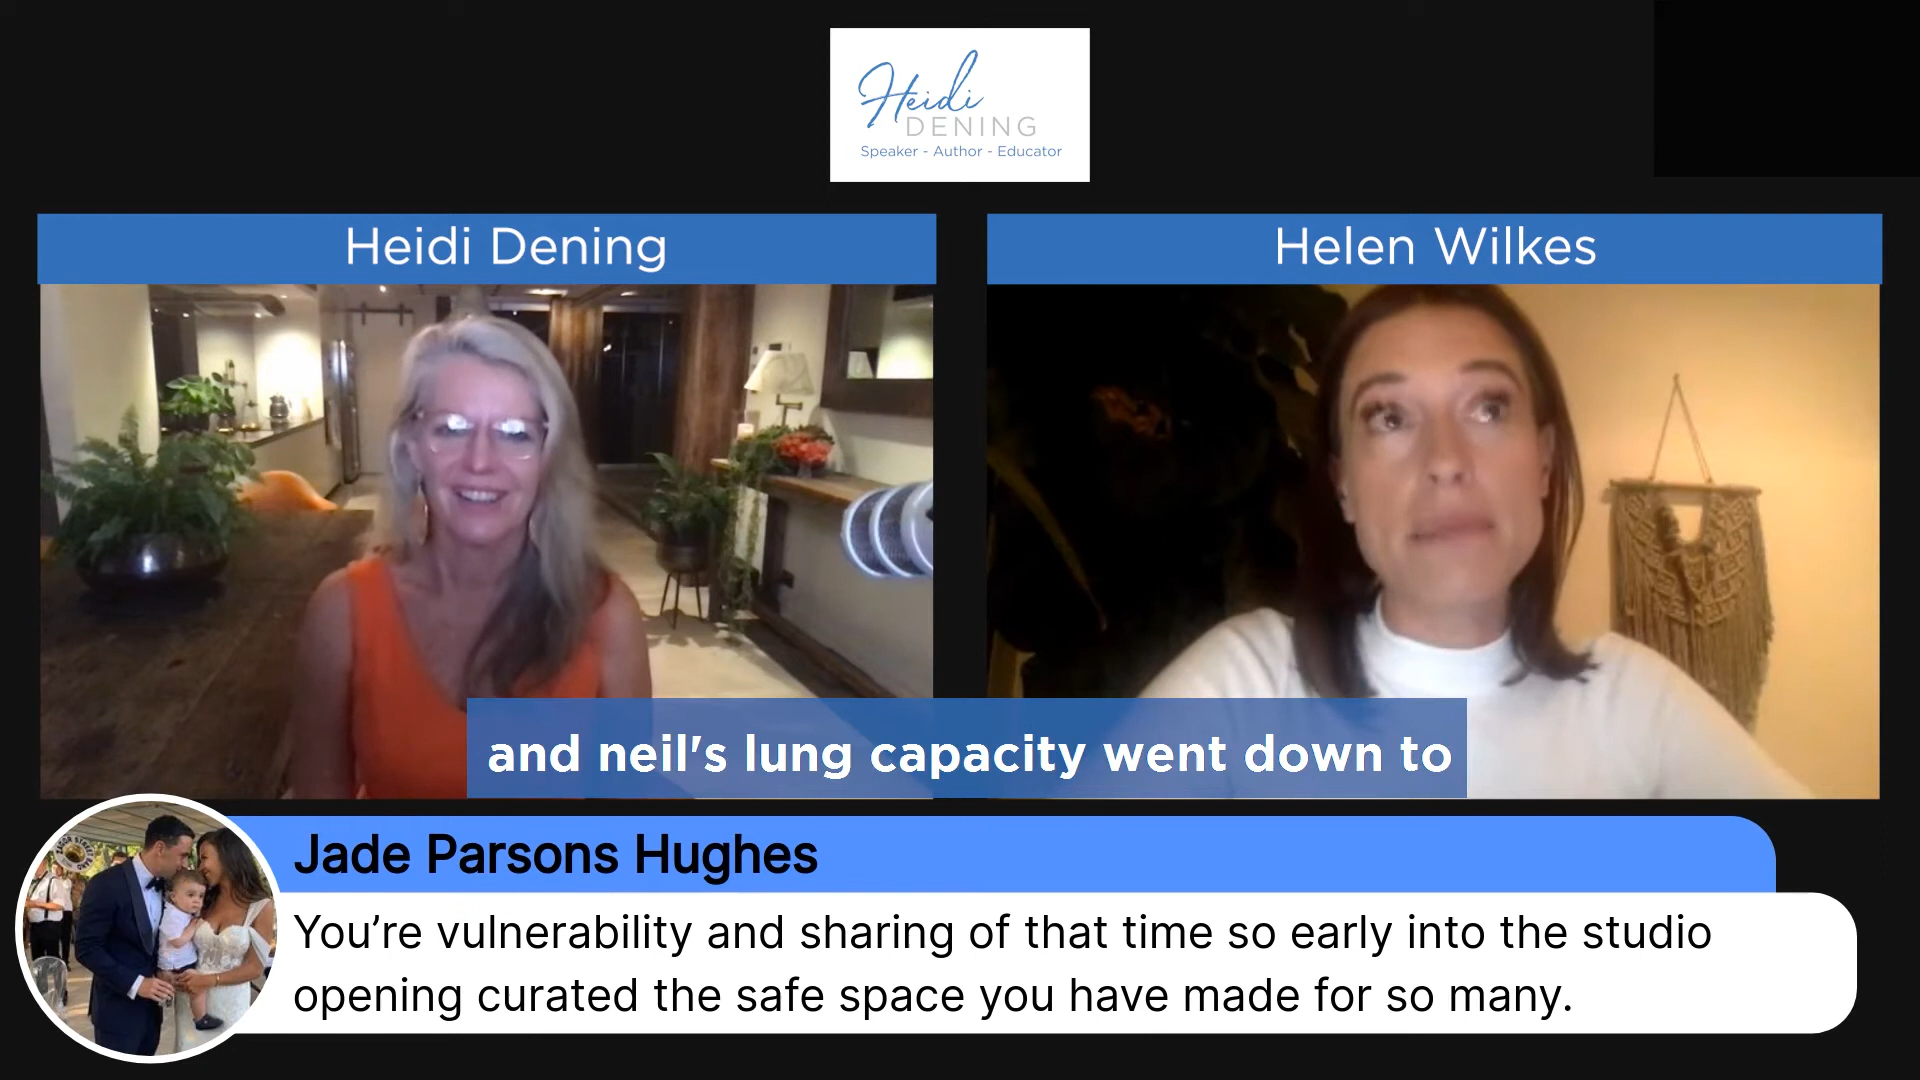 Heidi
DENING
Speaker - Author - Educator
Heidi Dening
Helen Wilkes
and neil's lung capacity went down to
Jade Parsons Hughes
You’re vulnerability and sharing of that time so early into the studio
opening curated the safe space you have made for so many.